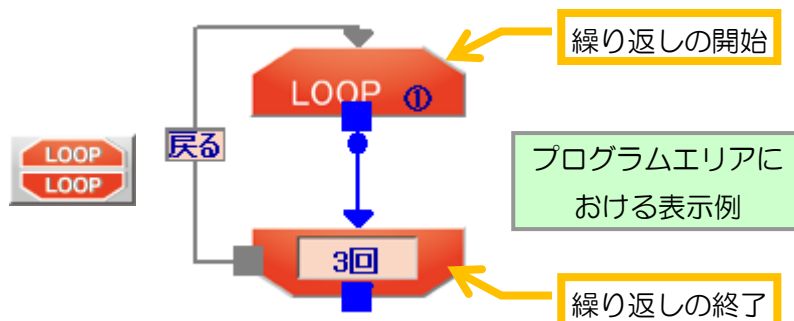 繰り返しの開始
LOOP ①
戻る
LOOP
LOOP
プログラムエリアに
おける表示例
3回
繰り返しの終了